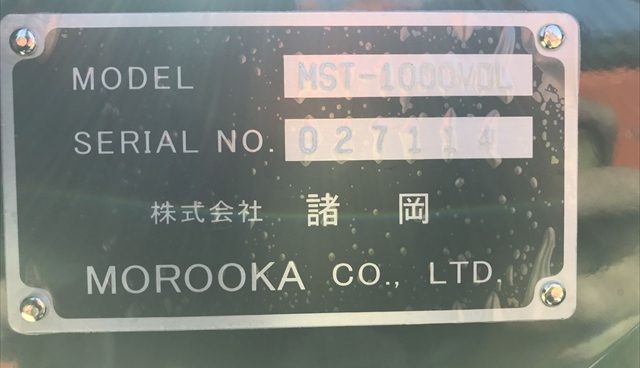 MODEL MST-1000VDL
SERIAL NO. 027114
株式会社 諸岡
MOROOKA CO., LTD.